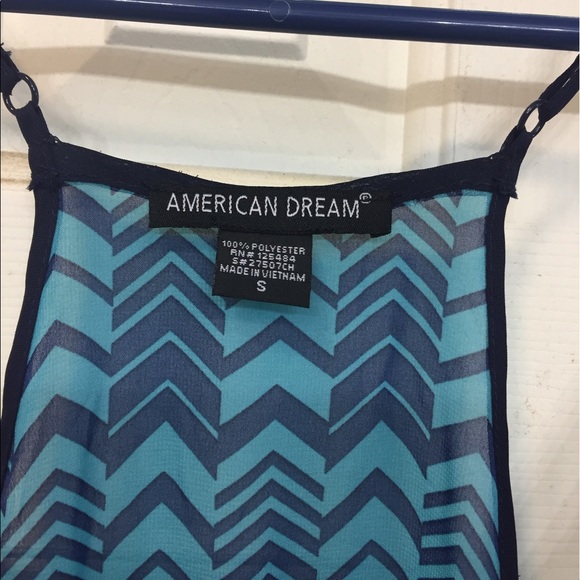 AMERICAN DREAM®
100% POLYESTER
RN# 125484
S#27507CH
MADE IN VIETNAM
S